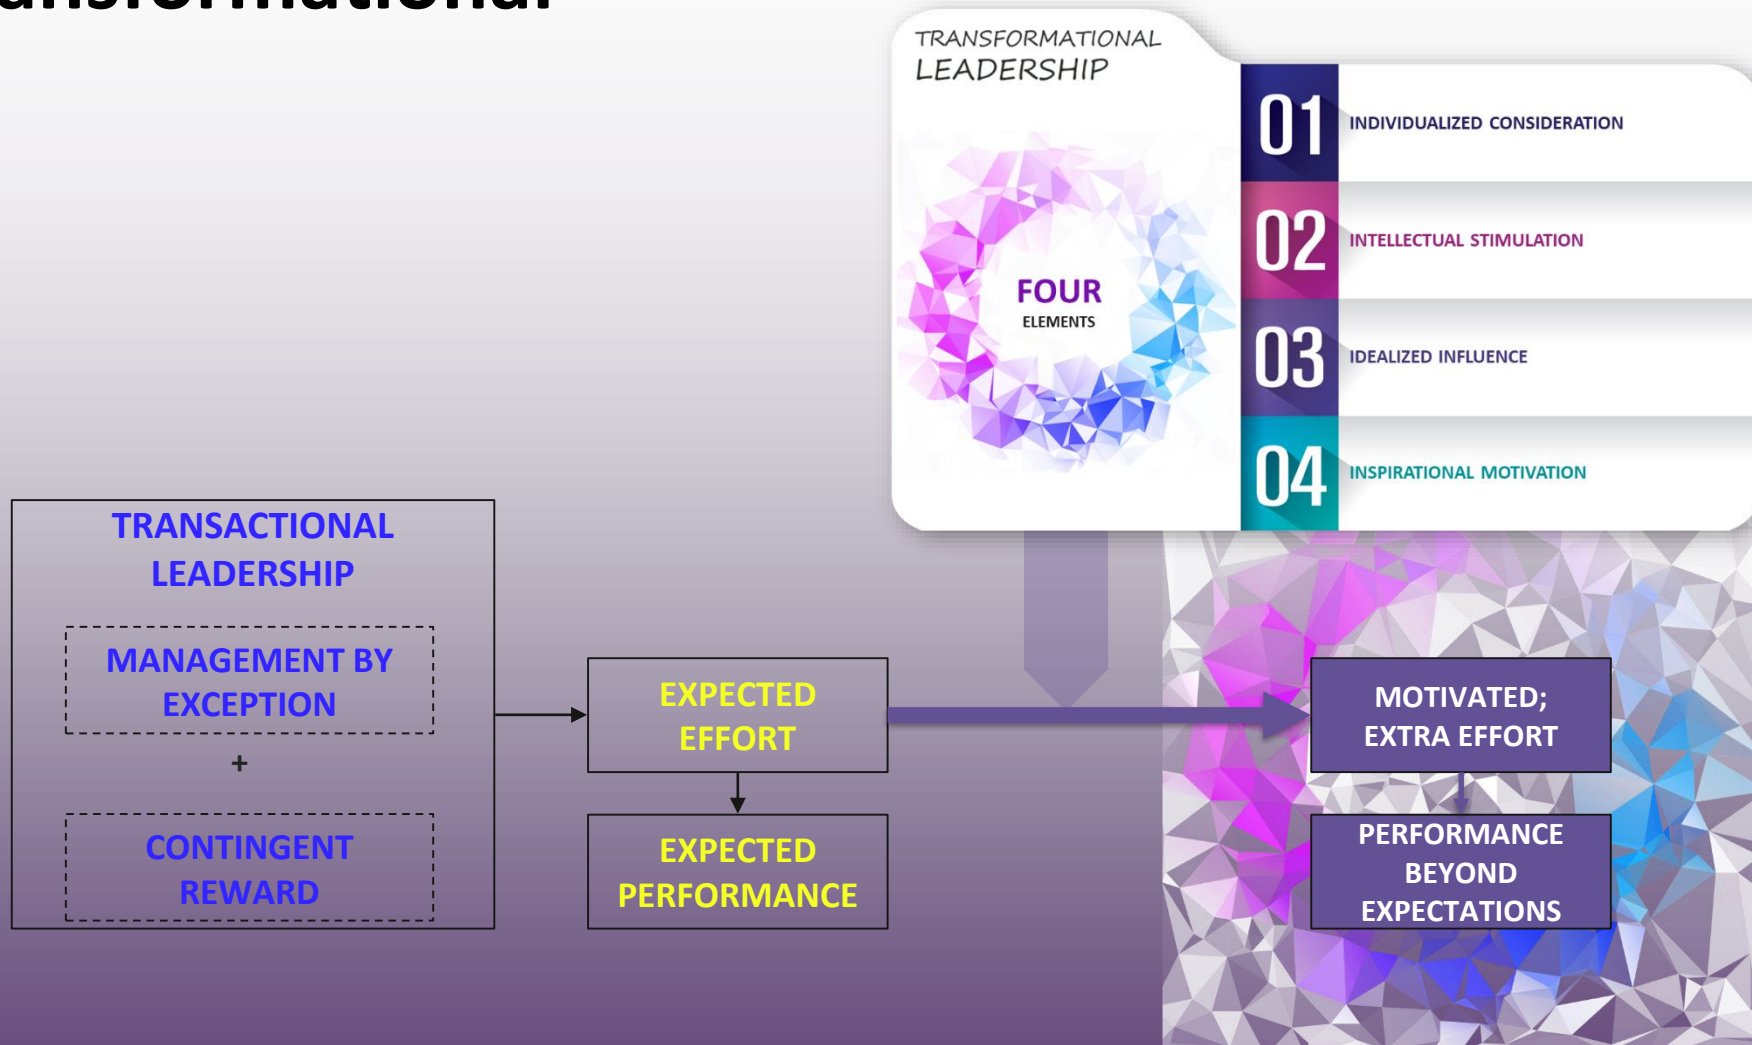 TRANSFORMATIONAL
LEADERSHIP
FOUR
ELEMENTS
01
INDIVIDUALIZED CONSIDERATION
02
INTELLECTUAL STIMULATION
03
IDEALIZED INFLUENCE
04
INSPIRATIONAL MOTIVATION
TRANSACTIONAL
LEADERSHIP
MANAGEMENT BY
EXCEPTION
+
CONTINGENT
REWARD
EXPECTED
EFFORT
EXPECTED
PERFORMANCE
MOTIVATED;
EXTRA EFFORT
PERFORMANCE
BEYOND
EXPECTATIONS